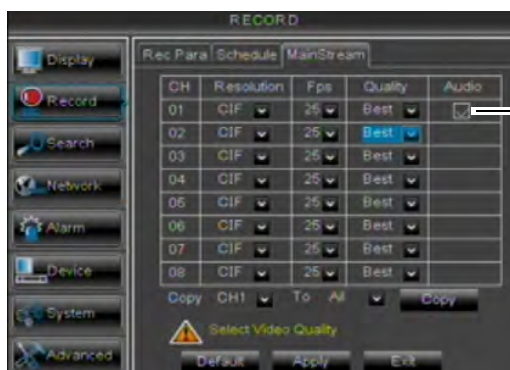 RECORD
Display
Record
Search
Network
Alarm
Device
System
Advanced
Rec Para Schedule MainStream
CH Resolution Fps Quality Audio
01 CIF 25 Best
02 CIF 25 Best
03 CIF 25 Best
04 CIF 25 Best
05 CIF 25 Best
06 CIF 25 Best
07 CIF 25 Best
08 CIF 25 Best
Copy CH1 To All Copy
Select Video Quality
Default Apply Exit